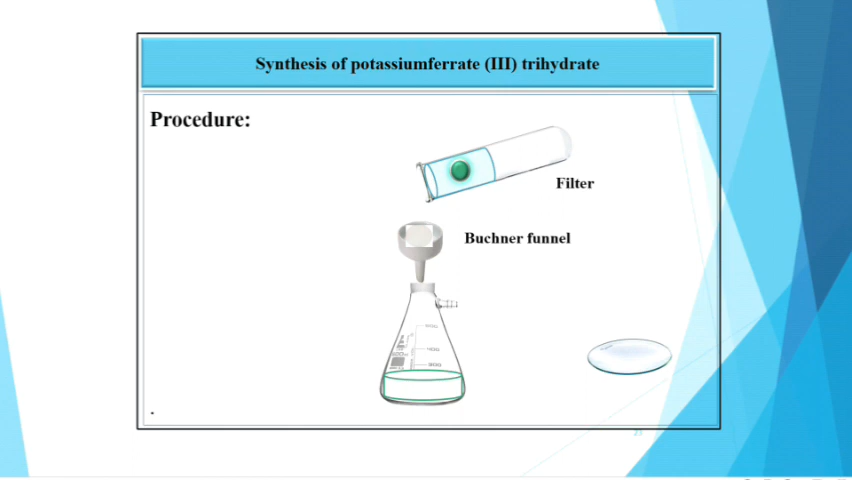 Synthesis of potassiumferrate (III) trihydrate
Procedure:
Filter
Buchner funnel
.